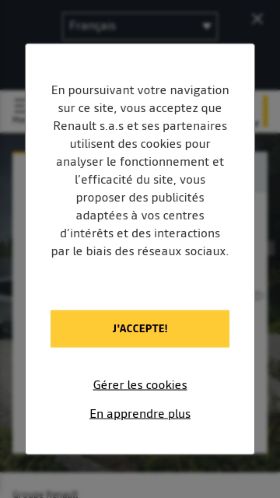 Français
En poursuivant votre navigation
sur ce site, vous acceptez que
Renault s.a.s et ses partenaires
utilisent des cookies pour
analyser le fonctionnement et
l'efficacité du site, vous
proposer des publicités
adaptées à vos centres
d'intérêts et des interactions
par le biais des réseaux sociaux.
J'ACCEPTE!
Gérer les cookies
En apprendre plus
Groupe Renault